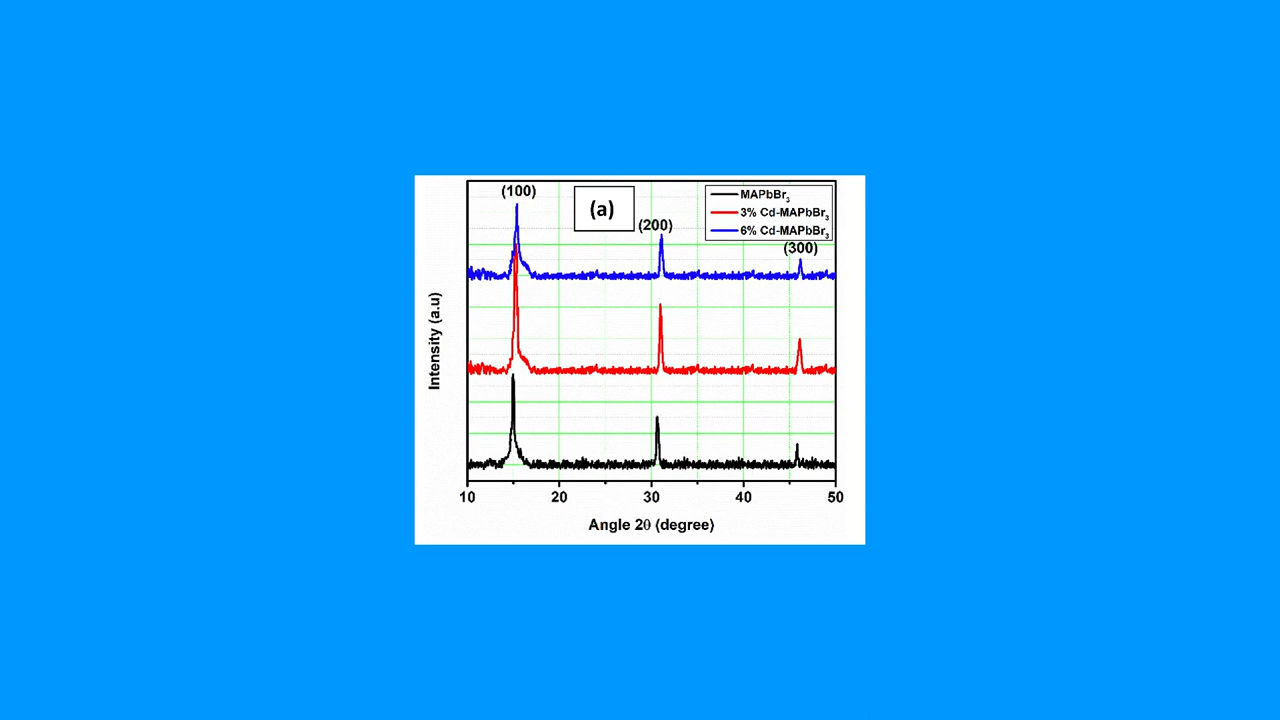 (100)
(a)
(200)
(300)
MAPbBr₃
3% Cd-MAPbBr₃
6% Cd-MAPbBr₃
Intensity (a.u)
10 20 30 40 50
Angle 2θ (degree)